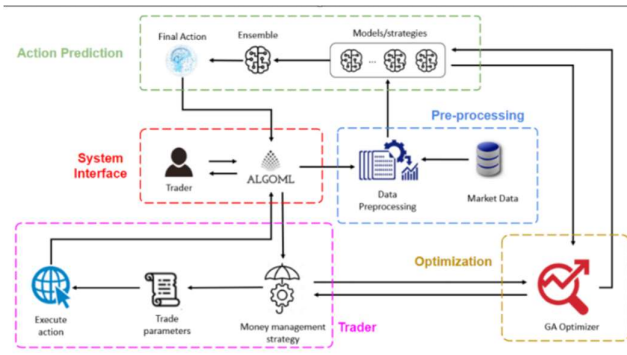 Action Prediction
Final Action
Ensemble
Models/strategies
...
Pre-processing
System
Interface
Trader
ALGOML
Data
Preprocessing
Market Data
Optimization
Execute
action
Trade
parameters
Money management
strategy
Trader
GA Optimizer